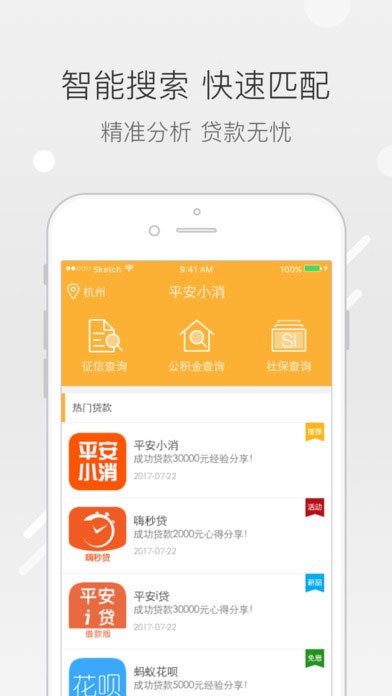 智能搜索 快速匹配
精准分析 贷款无忧
Sketch 9:41 AM 100%
杭州 平安小消
SI
征信查询 公积金查询 社保查询
热门贷款
推荐
平安
小消
平安小消
成功贷款30000元经验分享!
2017-07-22
活动
嗨秒贷
嗨秒贷
成功贷款2000元心得分享!
2017-07-22
新品
平安
i贷
借款版
平安i贷
成功贷款30000元心得分享!
2017-07-22
免息
花呗
蚂蚁花呗
成功贷款5000元心得分享!